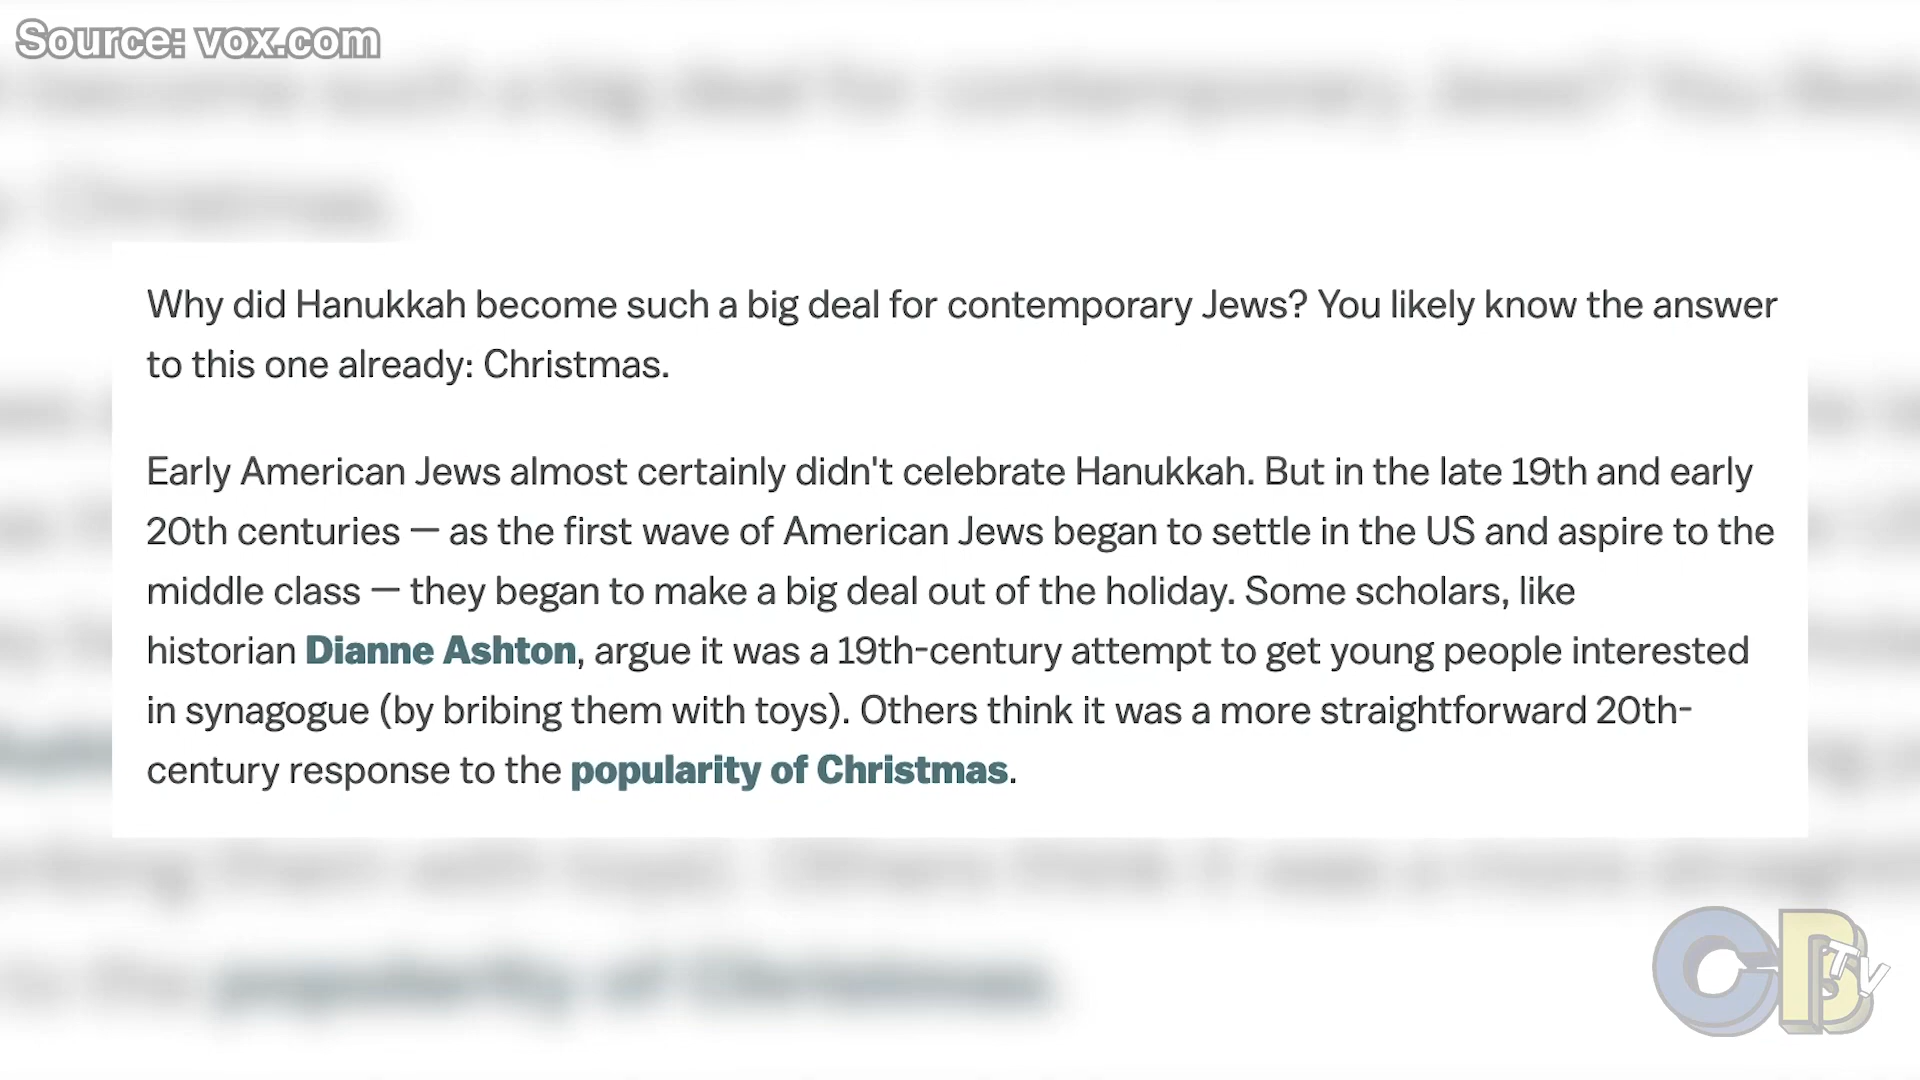 Source: vox.com
Why did Hanukkah become such a big deal for contemporary Jews? You likely know the answer
to this one already: Christmas.
Early American Jews almost certainly didn't celebrate Hanukkah. But in the late 19th and early
20th centuries — as the first wave of American Jews began to settle in the US and aspire to the
middle class — they began to make a big deal out of the holiday. Some scholars, like
historian Dianne Ashton, argue it was a 19th-century attempt to get young people interested
in synagogue (by bribing them with toys). Others think it was a more straightforward 20th-
century response to the popularity of Christmas.
CB TV